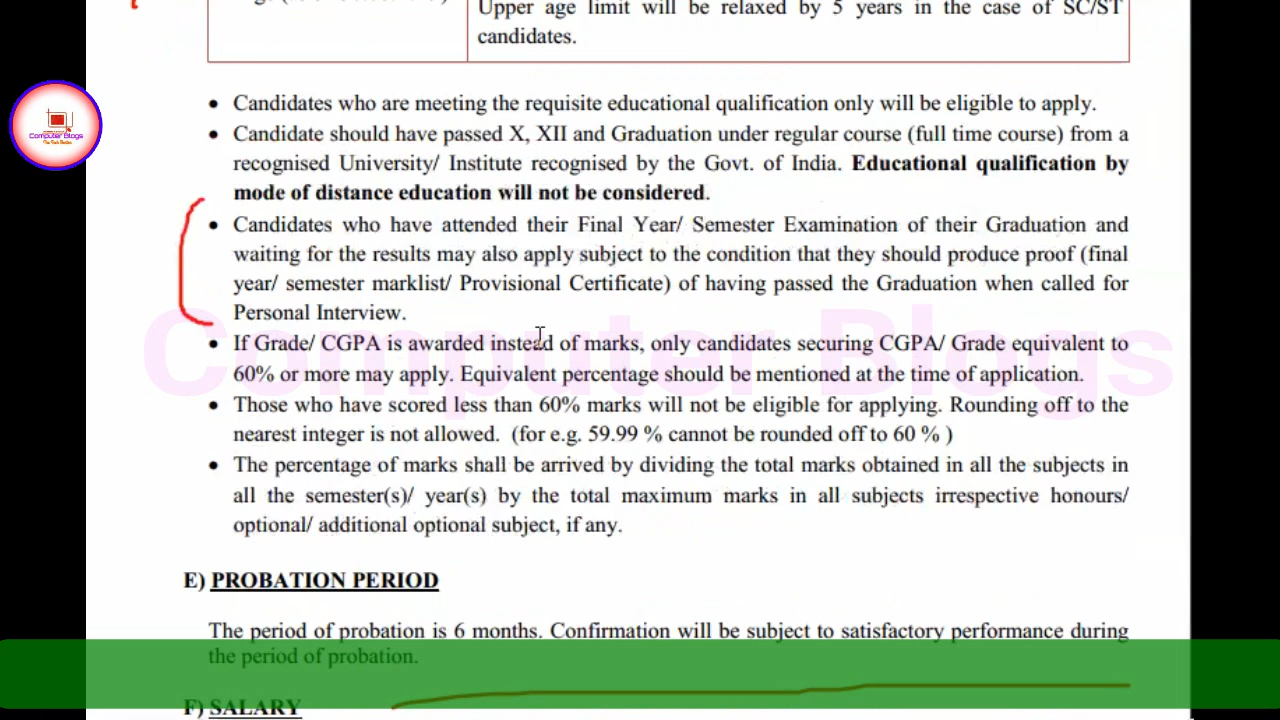 Upper age limit will be relaxed by 5 years in the case of SC/ST
candidates.
Computer Blogs
• Candidates who are meeting the requisite educational qualification only will be eligible to apply.
• Candidate should have passed X, XII and Graduation under regular course (full time course) from a
recognised University/ Institute recognised by the Govt. of India. Educational qualification by
mode of distance education will not be considered.
• Candidates who have attended their Final Year/ Semester Examination of their Graduation and
waiting for the results may also apply subject to the condition that they should produce proof (final
year/ semester marklist/ Provisional Certificate) of having passed the Graduation when called for
Personal Interview.
• If Grade/ CGPA is awarded instead of marks, only candidates securing CGPA/ Grade equivalent to
60% or more may apply. Equivalent percentage should be mentioned at the time of application.
Computer Blogs
• Those who have scored less than 60% marks will not be eligible for applying. Rounding off to the
nearest integer is not allowed. (for e.g. 59.99 % cannot be rounded off to 60 % )
• The percentage of marks shall be arrived by dividing the total marks obtained in all the subjects in
all the semester(s)/ year(s) by the total maximum marks in all subjects irrespective honours/
optional/ additional optional subject, if any.
E) PROBATION PERIOD
The period of probation is 6 months. Confirmation will be subject to satisfactory performance during
the period of probation.
F) SALARY